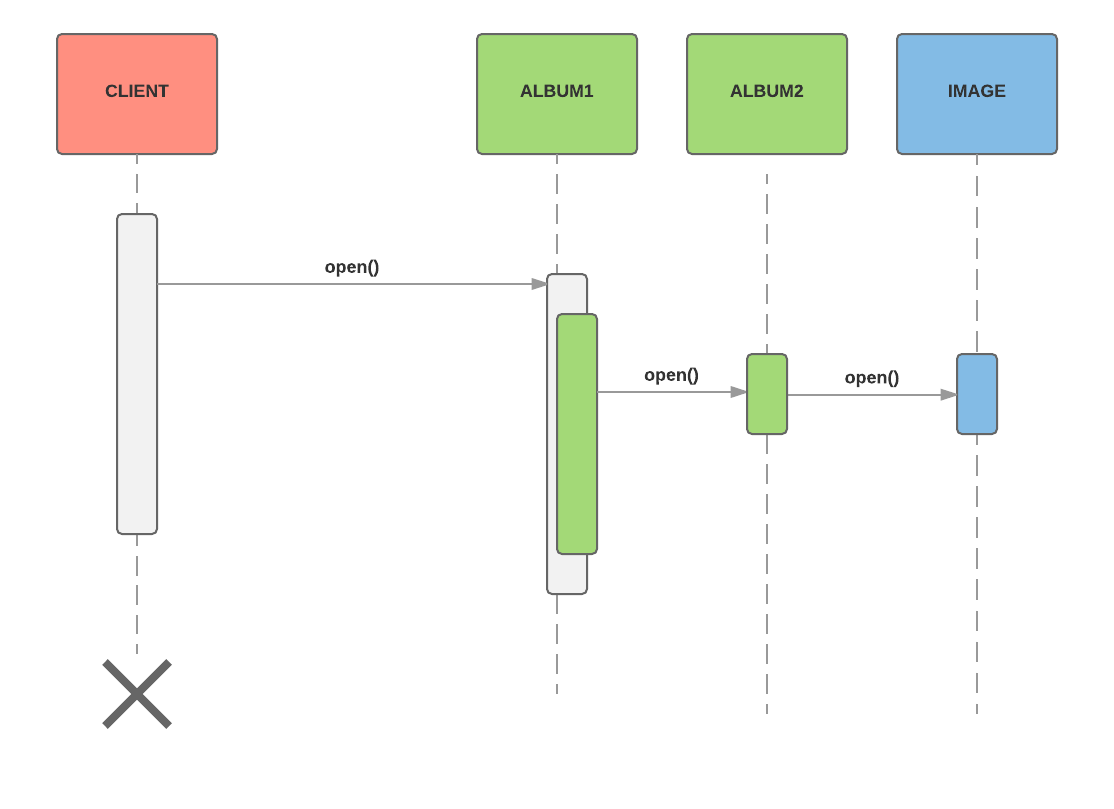 CLIENT
ALBUM1
ALBUM2
IMAGE
open()
open()
open()